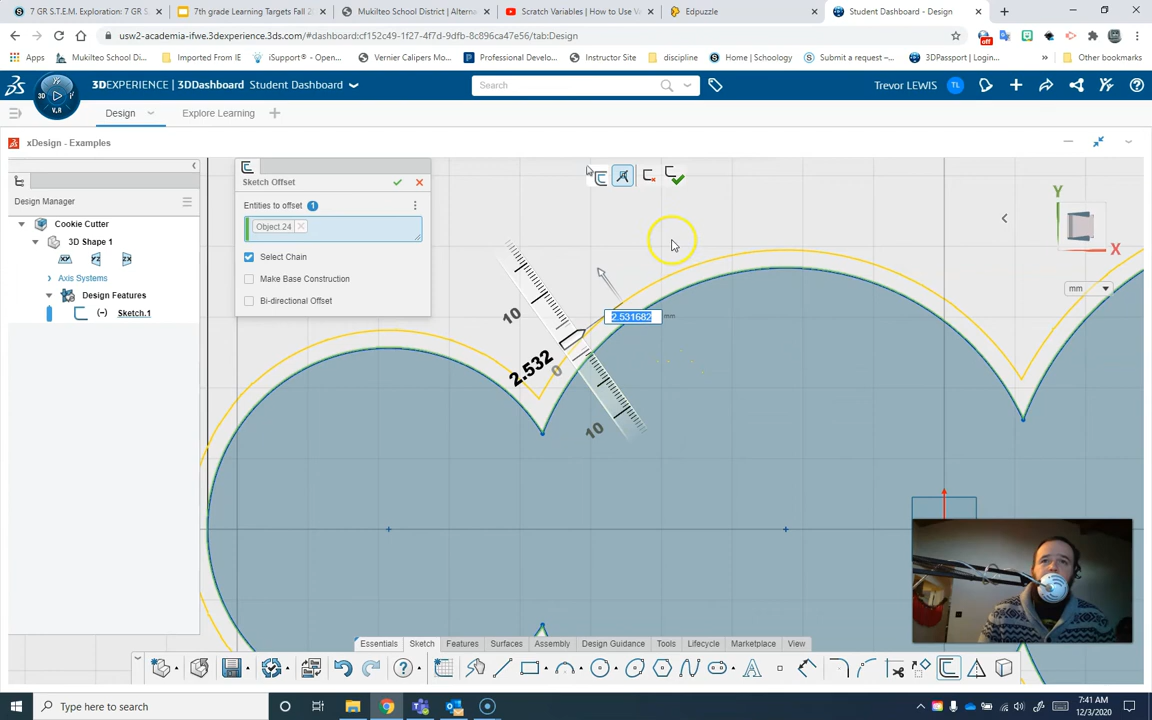 7 GR S.T.E.M. Exploration: 7 GR S
7th grade Learning Targets Fall 2
Mukilteo School District | Alterna
Scratch Variables | How to Use V
Edpuzzle
Student Dashboard - Design
usw2-academia-ifwe.3dexperience.3ds.com/#dashboard:cf152c49-1f27-4f7d-9dfb-8c896ca47e56/tab:Design
off
Apps
Mukilteo School Di...
Imported From IE
iSupport® - Open...
Vernier Calipers Mo...
Professional Develo...
Instructor Site
discipline
Home | Schoology
Submit a request –...
3DPassport | Login...
Other bookmarks
3D
V.R
3DEXPERIENCE | 3DDashboard Student Dashboard
Search
Trevor LEWIS
TL
Design
Explore Learning
xDesign - Examples
Design Manager
Cookie Cutter
3D Shape 1
Axis Systems
Design Features
(-) Sketch.1
Sketch Offset
Entities to offset 1
Object.24
Select Chain
Make Base Construction
Bi-directional Offset
10
2.532
0
10
2.531682 mm
Y
X
mm
Essentials
Sketch
Features
Surfaces
Assembly
Design Guidance
Tools
Lifecycle
Marketplace
View
Type here to search
7:41 AM
12/3/2020